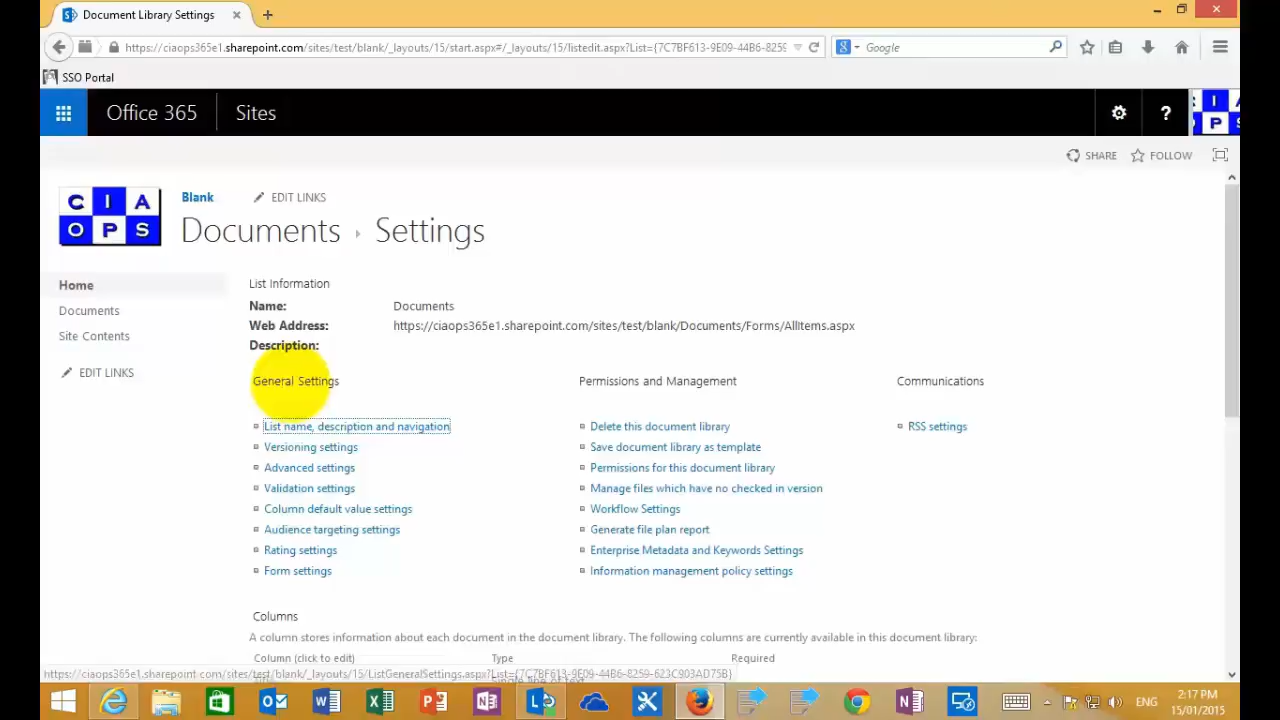 Document Library Settings
https://ciaops365e1.sharepoint.com/sites/test/blank/_layouts/15/start.aspx#/_layouts/15/listedit.aspx?List={7C7BF613-9E09-44B6-8259
Google
SSO Portal
Office 365
Sites
?
I
P
SHARE
FOLLOW
C I A
O P S
Blank
EDIT LINKS
Documents
Settings
Home
Documents
Site Contents
EDIT LINKS
List Information
Name:
Documents
Web Address:
https://ciaops365e1.sharepoint.com/sites/test/blank/Documents/Forms/AllItems.aspx
Description:
General Settings
List name, description and navigation
Versioning settings
Advanced settings
Validation settings
Column default value settings
Audience targeting settings
Rating settings
Form settings
Permissions and Management
Delete this document library
Save document library as template
Permissions for this document library
Manage files which have no checked in version
Workflow Settings
Generate file plan report
Enterprise Metadata and Keywords Settings
Information management policy settings
Communications
RSS settings
Columns
A column stores information about each document in the document library. The following columns are currently available in this document library:
Column (click to edit)
Type
Required
https://ciaops365e1.sharepoint.com/sites/test/blank/_layouts/15/ListGeneralSettings.aspx?List={7C7BF613-9E09-44B6-8259-623C903AD75B}
ENG
2:17 PM
15/01/2015